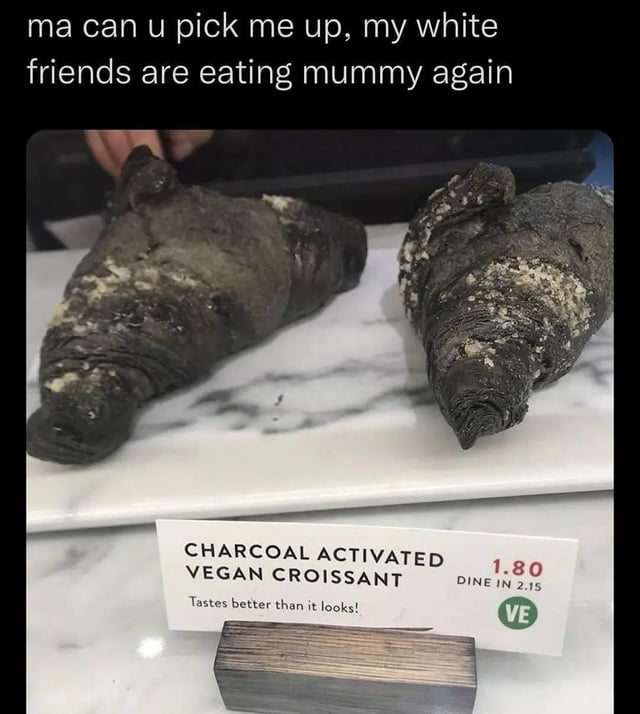 ma can u pick me up, my white
friends are eating mummy again
CHARCOAL ACTIVATED
VEGAN CROISSANT
Tastes better than it looks!
1.80
DINE IN 2.15
VE